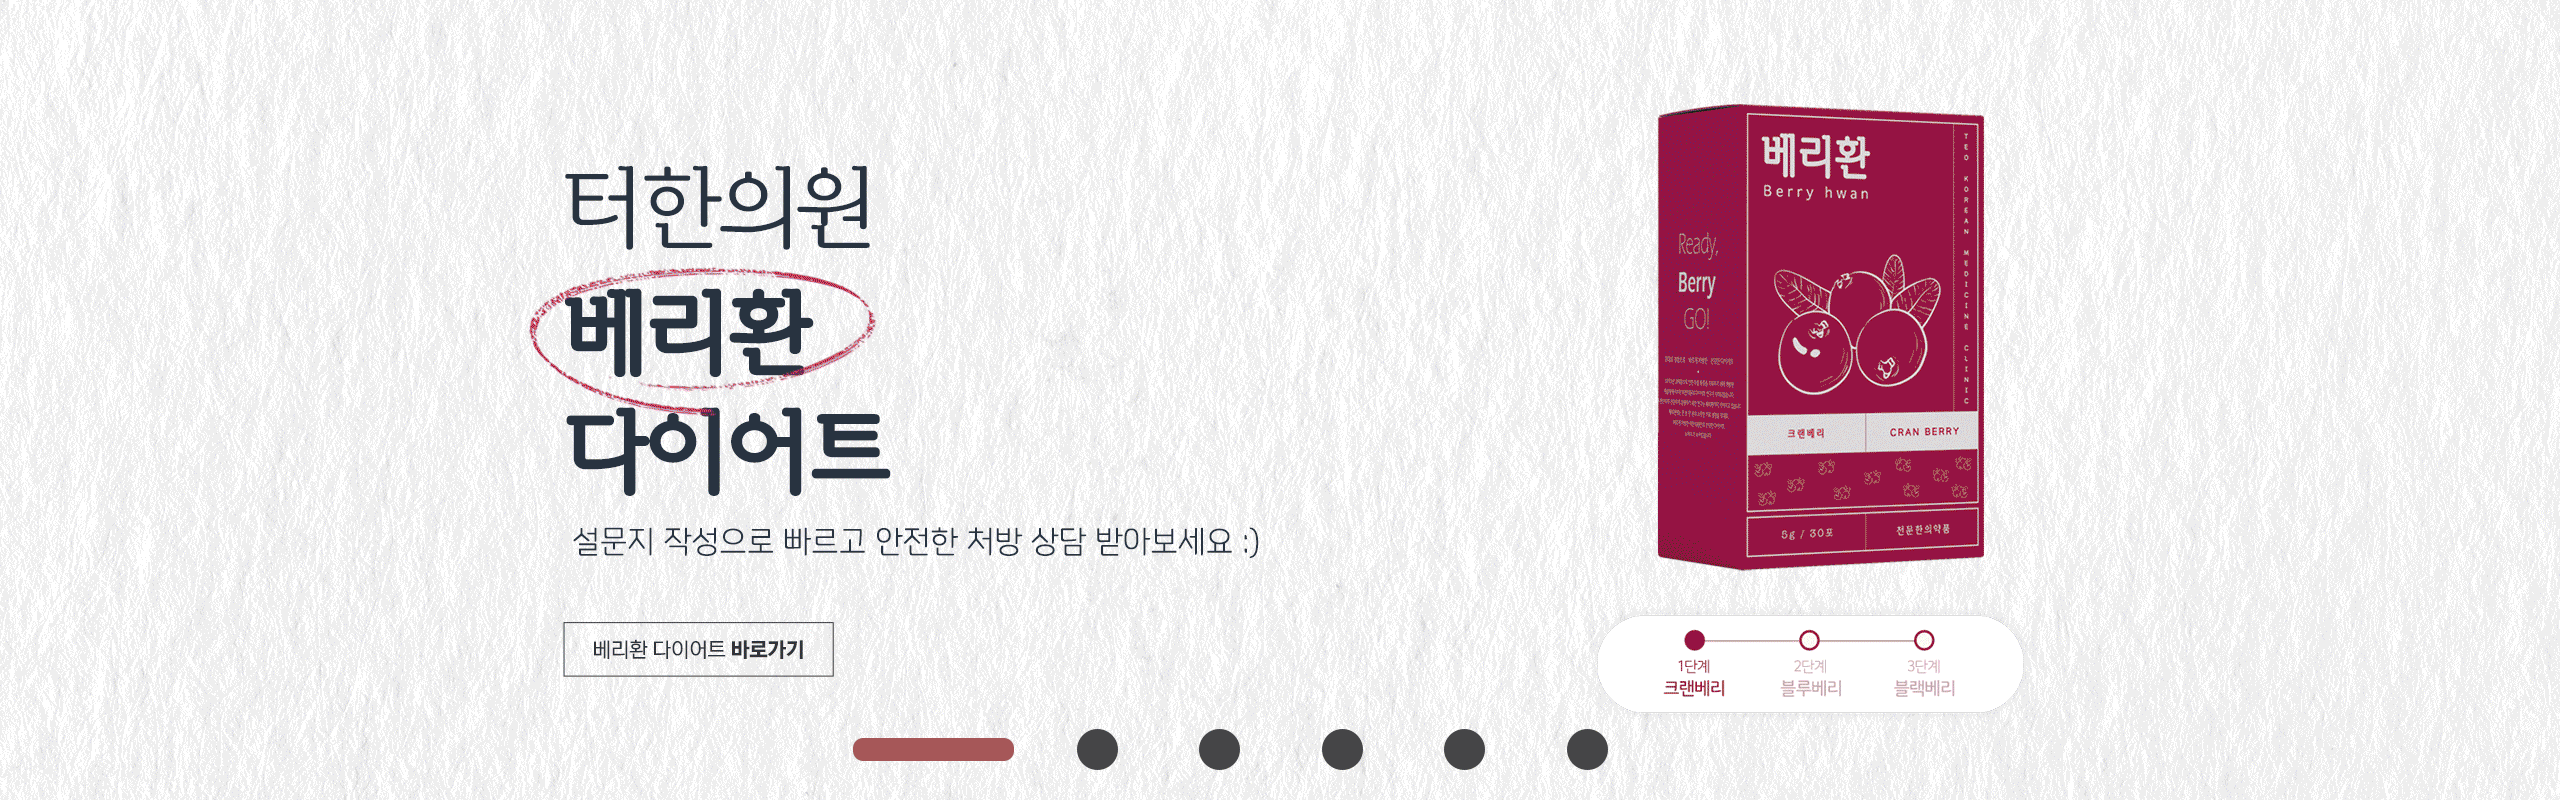 터한의원
베리환
다이어트
설문지 작성으로 빠르고 안전한 처방 상담 받아보세요 :)
베리환 다이어트 바로가기
베리환
Berry hwan
TEO KOREAN MEDICINE CLINIC
Ready,
Berry
GO!
크랜베리
CRAN BERRY
5g / 30포
전문한의약품
1단계
크랜베리
2단계
블루베리
3단계
블랙베리